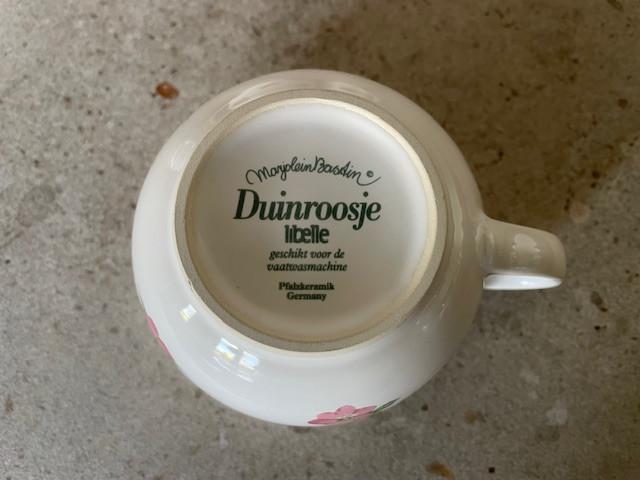 Marjolein Bastin ©
Duinroosje
libelle
geschikt voor de
vaatwasmachine
Pfalzkeramik
Germany